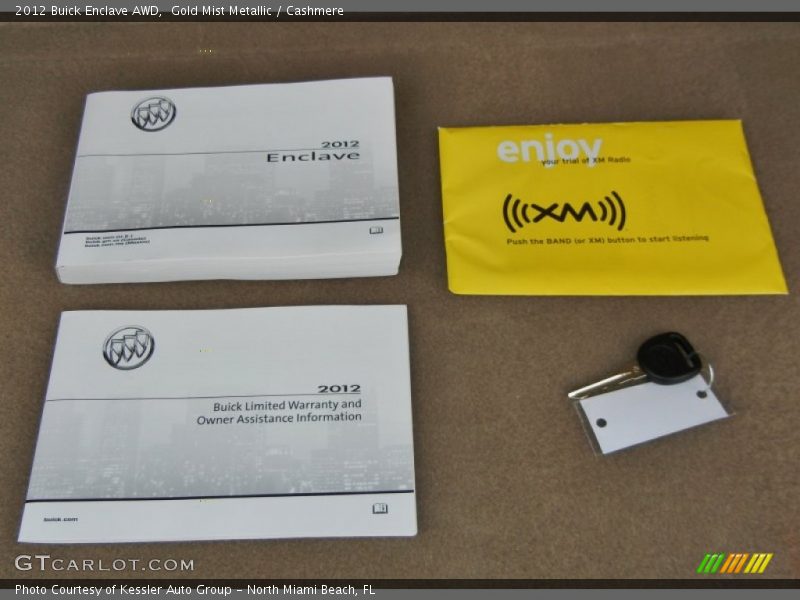 2012 Buick Enclave AWD,  Gold Mist Metallic / Cashmere
2012
Enclave
enjoy
your trial of XM Radio
((XM))
Push the BAND (or XM) button to start listening
2012
Buick Limited Warranty and
Owner Assistance Information
buick.com
GTCARLOT.COM
Photo Courtesy of Kessler Auto Group - North Miami Beach, FL